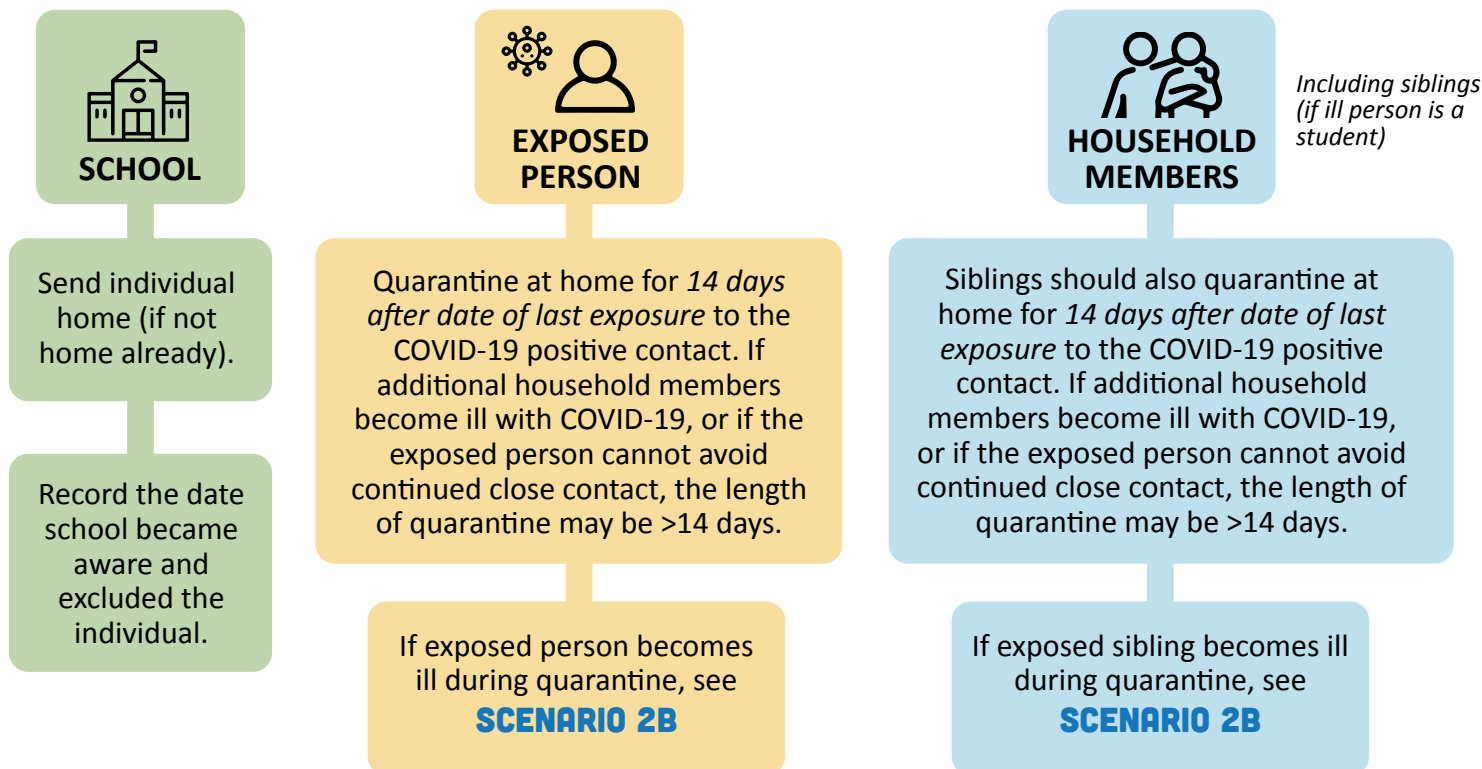 SCHOOL
Send individual
home (if not
home already).
Record the date
school became
aware and
excluded the
individual.
EXPOSED
PERSON
Quarantine at home for 14 days
after date of last exposure to the
COVID-19 positive contact. If
additional household members
become ill with COVID-19, or if the
exposed person cannot avoid
continued close contact, the length
of quarantine may be >14 days.
If exposed person becomes
ill during quarantine, see
SCENARIO 2B
HOUSEHOLD
MEMBERS
Including siblings
(if ill person is a
student)
Siblings should also quarantine at
home for 14 days after date of last
exposure to the COVID-19 positive
contact. If additional household
members become ill with COVID-19,
or if the exposed person cannot avoid
continued close contact, the length of
quarantine may be >14 days.
If exposed sibling becomes ill
during quarantine, see
SCENARIO 2B